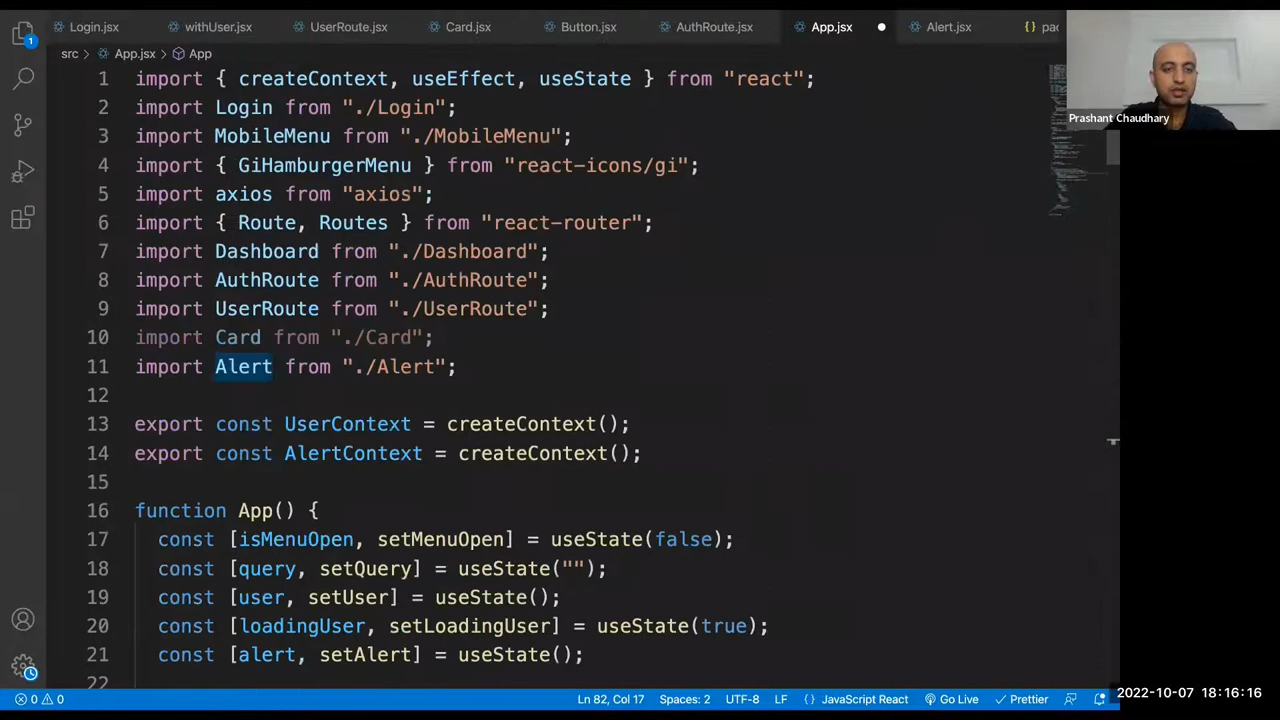 Login.jsx withUser.jsx UserRoute.jsx Card.jsx Button.jsx AuthRoute.jsx App.jsx Alert.jsx {} pac
Prashant Chaudhary
src App.jsx App
1 import { createContext, useEffect, useState } from "react";
2 import Login from "./Login";
3 import MobileMenu from "./MobileMenu";
4 import { GiHamburgerMenu } from "react-icons/gi";
5 import axios from "axios";
6 import { Route, Routes } from "react-router";
7 import Dashboard from "./Dashboard";
8 import AuthRoute from "./AuthRoute";
9 import UserRoute from "./UserRoute";
10 import Card from "./Card";
11 import Alert from "./Alert";
12
13 export const UserContext = createContext();
14 export const AlertContext = createContext();
15
16 function App() {
17 const [isMenuOpen, setMenuOpen] = useState(false);
18 const [query, setQuery] = useState("");
19 const [user, setUser] = useState();
20 const [loadingUser, setLoadingUser] = useState(true);
21 const [alert, setAlert] = useState();
22
1
0 0 Ln 82, Col 17 Spaces: 2 UTF-8 LF {} JavaScript React Go Live Prettier
2022-10-07 18:16:16